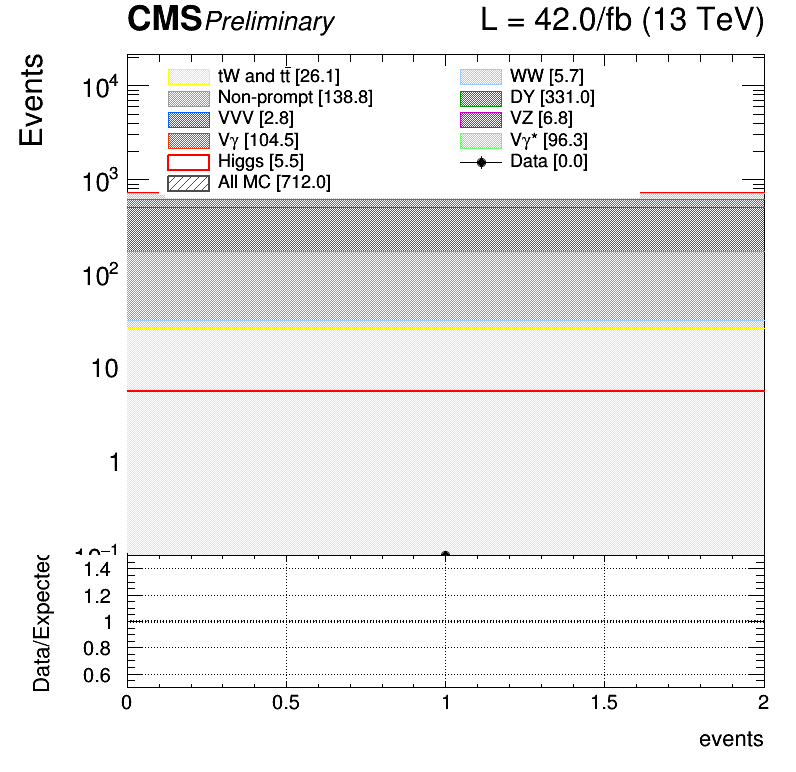 CMS Preliminary L = 42.0/fb (13 TeV)
Events
tW and tt̄ [26.1] WW [5.7]
Non-prompt [138.8] DY [331.0]
VVV [2.8] VZ [6.8]
Vγ [104.5] Vγ* [96.3]
Higgs [5.5] Data [0.0]
All MC [712.0]
10⁴
10³
10²
10
1
10⁻¹
Data/Expected
1.4
1.2
1
0.8
0.6
0 0.5 1 1.5 2
events